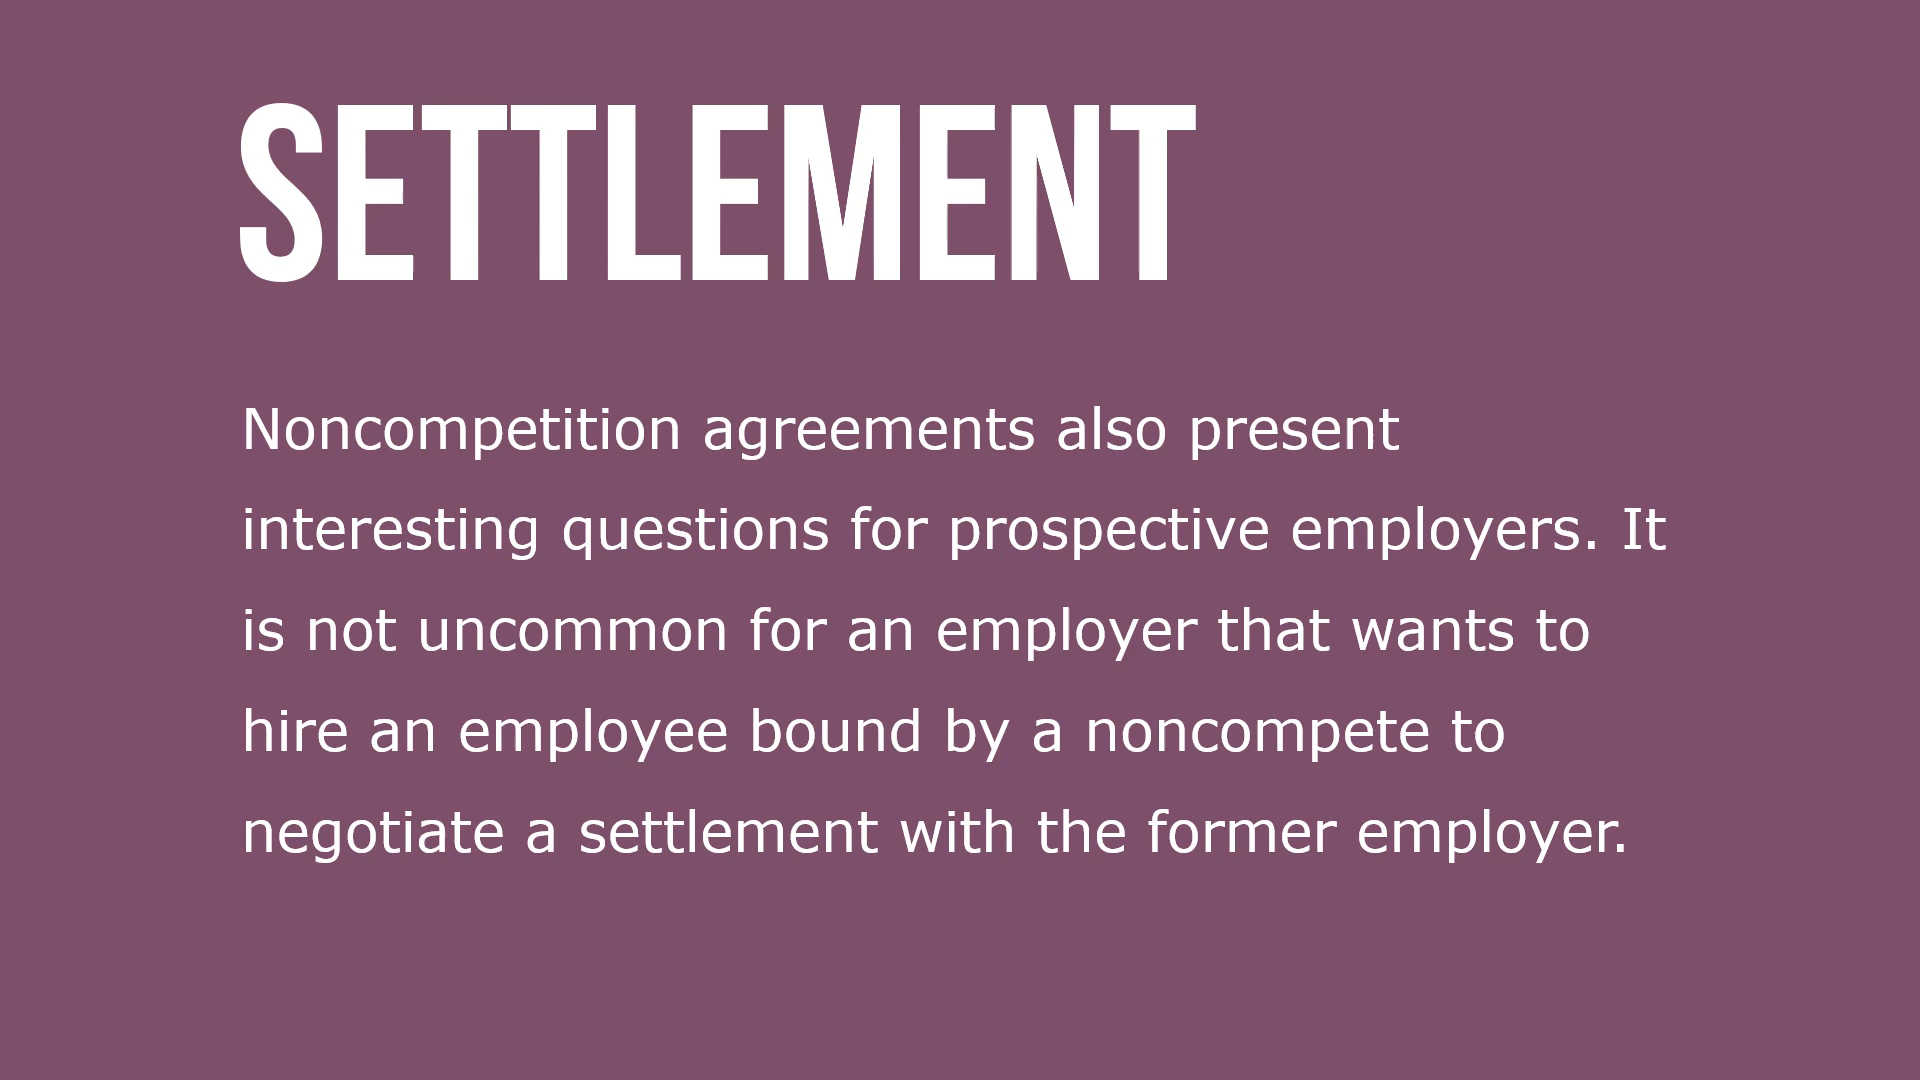 SETTLEMENT
Noncompetition agreements also present
interesting questions for prospective employers. It
is not uncommon for an employer that wants to
hire an employee bound by a noncompete to
negotiate a settlement with the former employer.